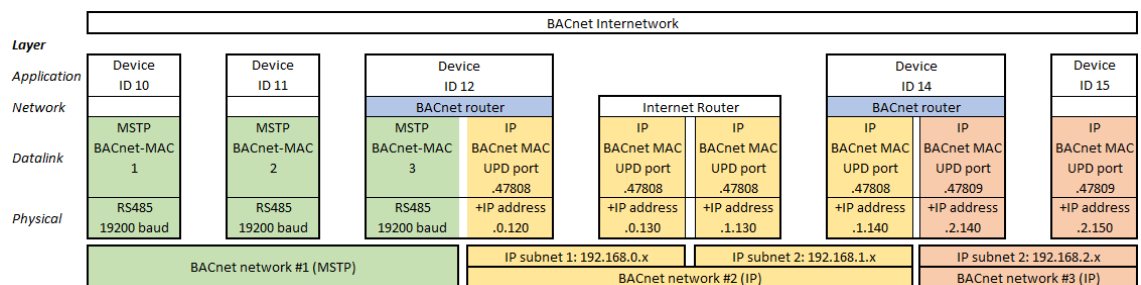 BACnet Internetwork
Layer
Application
Device
ID 10
Device
ID 11
Device
ID 12
Device
ID 14
Device
ID 15
Network
BACnet router
Internet Router
BACnet router
Datalink
MSTP
BACnet-MAC
1
MSTP
BACnet-MAC
2
MSTP
BACnet-MAC
3
IP
BACnet MAC
UPD port
.47808
IP
BACnet MAC
UPD port
.47808
IP
BACnet MAC
UPD port
.47808
IP
BACnet MAC
UPD port
.47808
IP
BACnet MAC
UPD port
.47809
IP
BACnet MAC
UPD port
.47809
Physical
RS485
19200 baud
RS485
19200 baud
RS485
19200 baud
+IP address
.0.120
+IP address
.0.130
+IP address
.1.130
+IP address
.1.140
+IP address
.2.140
+IP address
.2.150
BACnet network #1 (MSTP)
IP subnet 1: 192.168.0.x
IP subnet 2: 192.168.1.x
IP subnet 2: 192.168.2.x
BACnet network #2 (IP)
BACnet network #3 (IP)